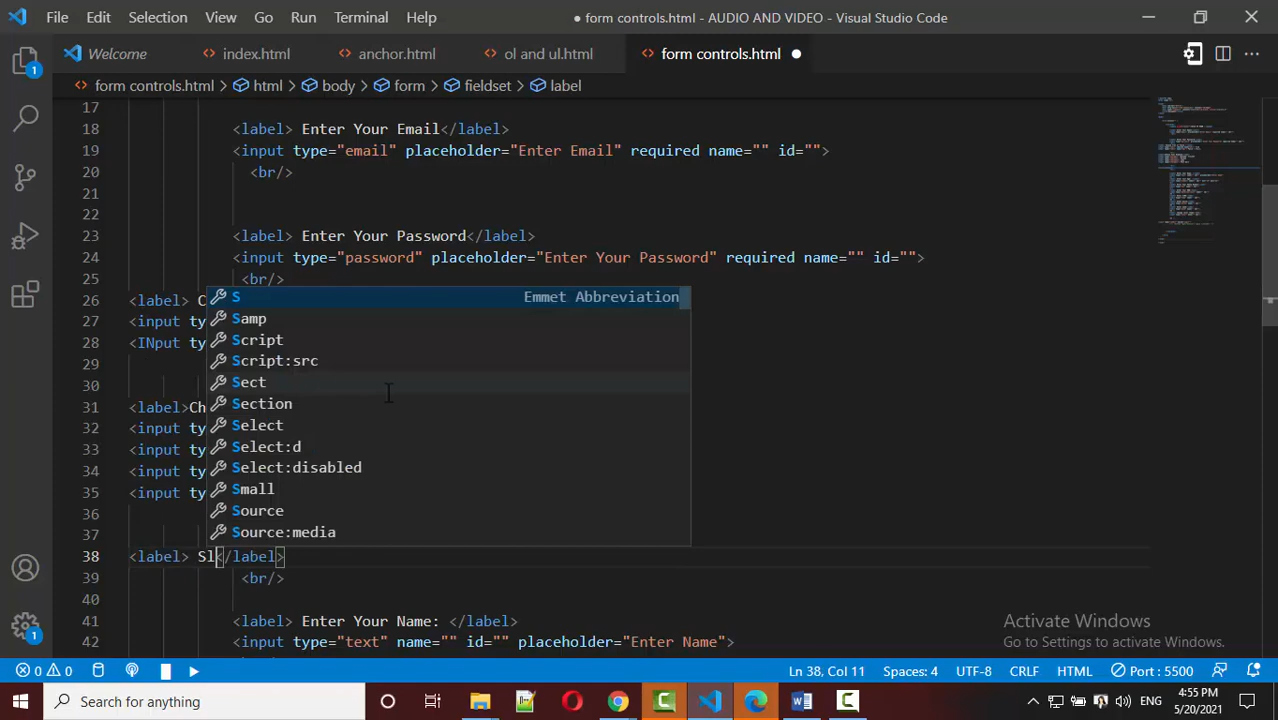 File Edit Selection View Go Run Terminal Help ● form controls.html - AUDIO AND VIDEO - Visual Studio Code
Welcome index.html anchor.html ol and ul.html form controls.html
form controls.html > html > body > form > fieldset > label
17
18 <label> Enter Your Email</label>
19 <input type="email" placeholder="Enter Email" required name="" id="">
20 <br/>
21
22
23 <label> Enter Your Password</label>
24 <input type="password" placeholder="Enter Your Password" required name="" id="">
25 <br/>
26 <label> C
27 <input ty
28 <INput ty
29
30
31 <label>Ch
32 <input ty
33 <input ty
34 <input ty
35 <input ty
36
37
38 <label> Sl</label>
39 <br/>
40
41 <label> Enter Your Name: </label>
42 <input type="text" name="" id="" placeholder="Enter Name">
S Emmet Abbreviation
Samp
Script
Script:src
Sect
Section
Select
Select:d
Select:disabled
Small
Source
Source:media
1
1
Activate Windows
Go to Settings to activate Windows.
0 0 Ln 38, Col 11 Spaces: 4 UTF-8 CRLF HTML Port : 5500
Search for anything
ENG
4:55 PM
5/20/2021